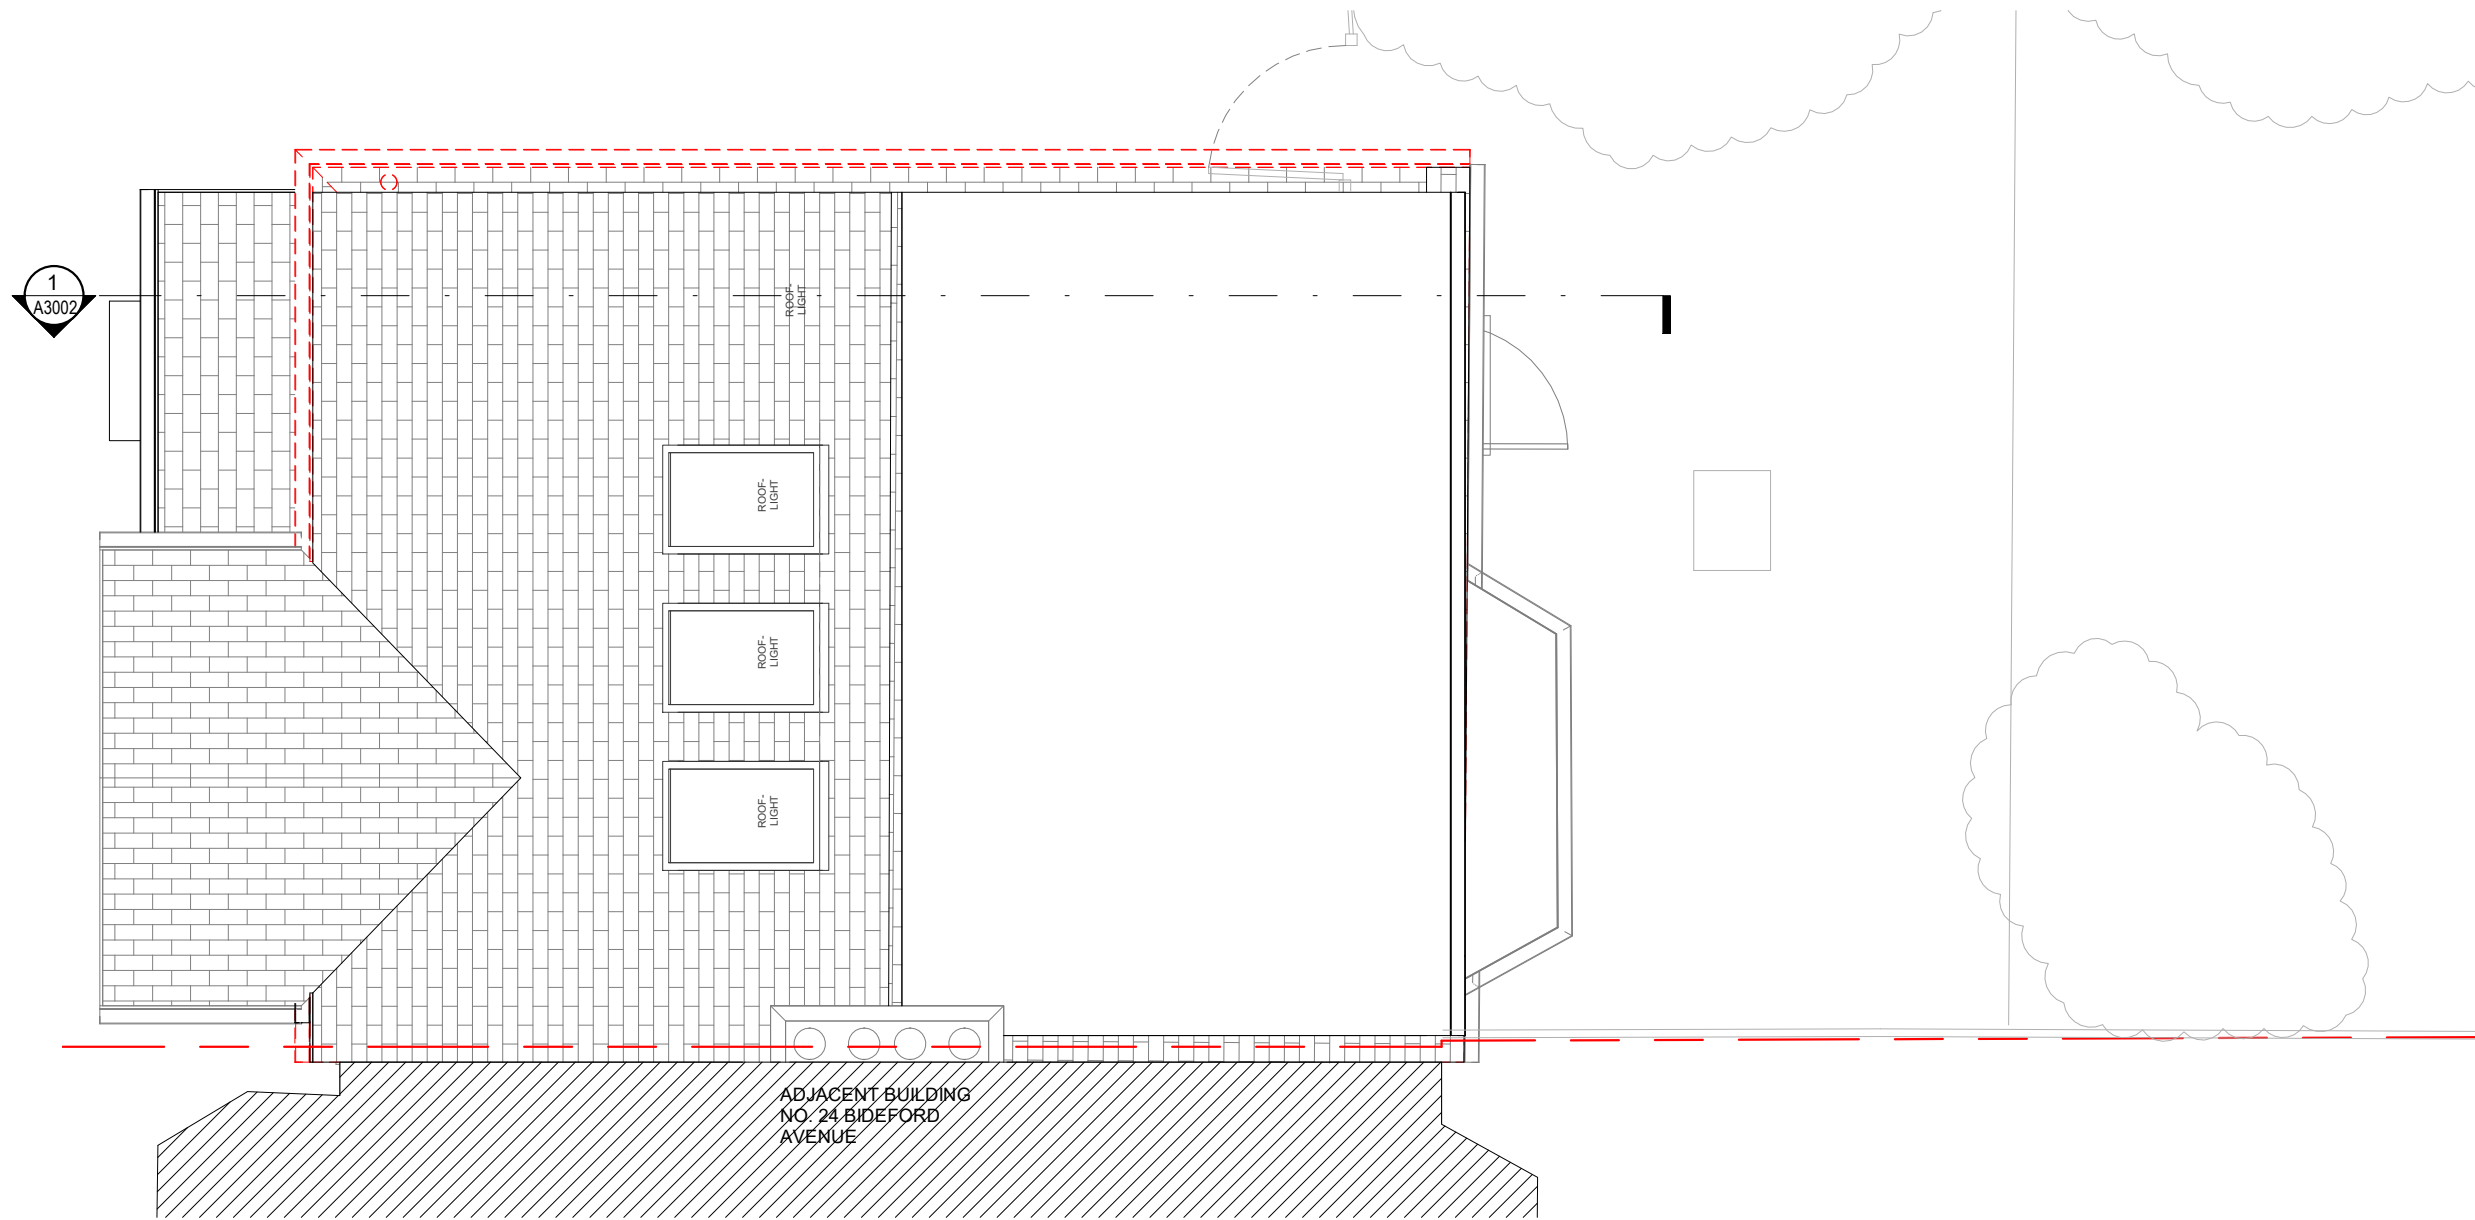 1
A3002
ROOF-
LIGHT
ROOF-
LIGHT
ROOF-
LIGHT
ROOF-
LIGHT
ADJACENT BUILDING
NO. 24 BIDEFORD
AVENUE